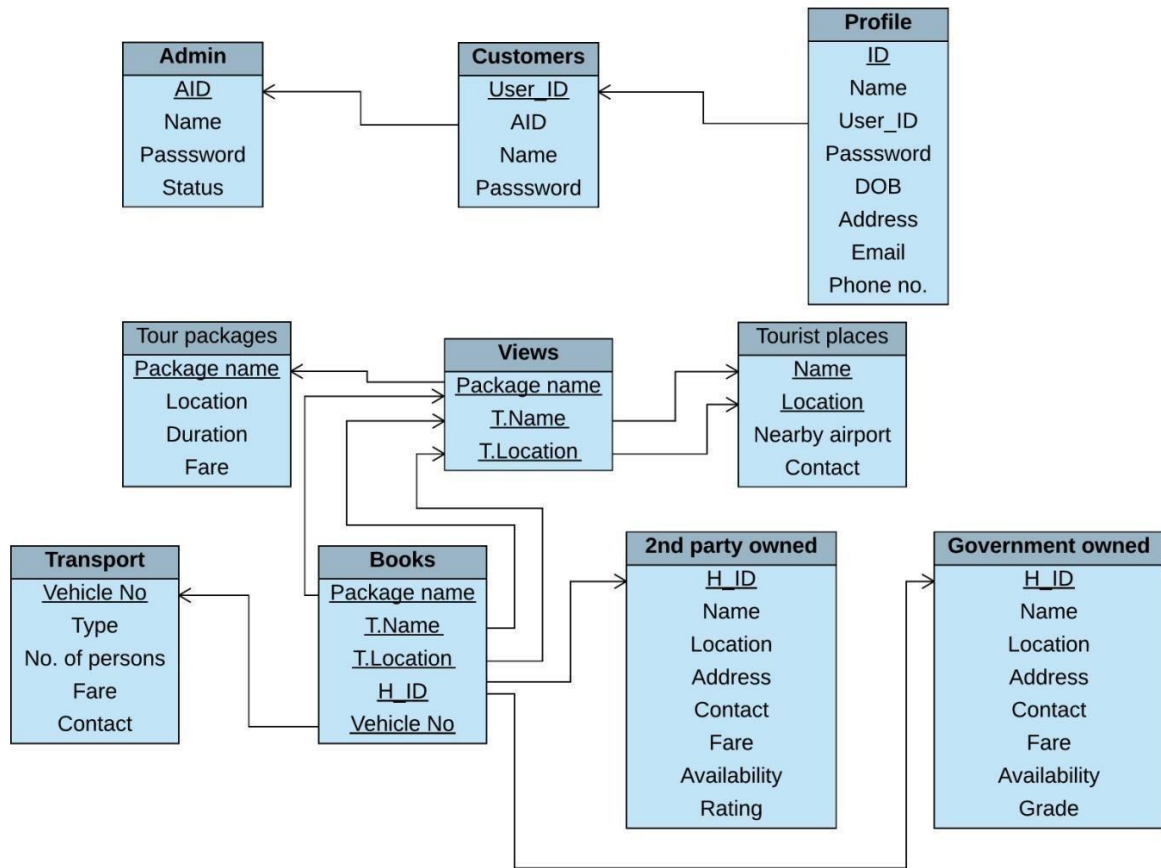 Admin
AID
Name
Passsword
Status
Customers
User_ID
AID
Name
Passsword
Profile
ID
Name
User_ID
Passsword
DOB
Address
Email
Phone no.
Tour packages
Package name
Location
Duration
Fare
Views
Package name
T.Name
T.Location
Tourist places
Name
Location
Nearby airport
Contact
Transport
Vehicle No
Type
No. of persons
Fare
Contact
Books
Package name
T.Name
T.Location
H_ID
Vehicle No
2nd party owned
H_ID
Name
Location
Address
Contact
Fare
Availability
Rating
Government owned
H_ID
Name
Location
Address
Contact
Fare
Availability
Grade